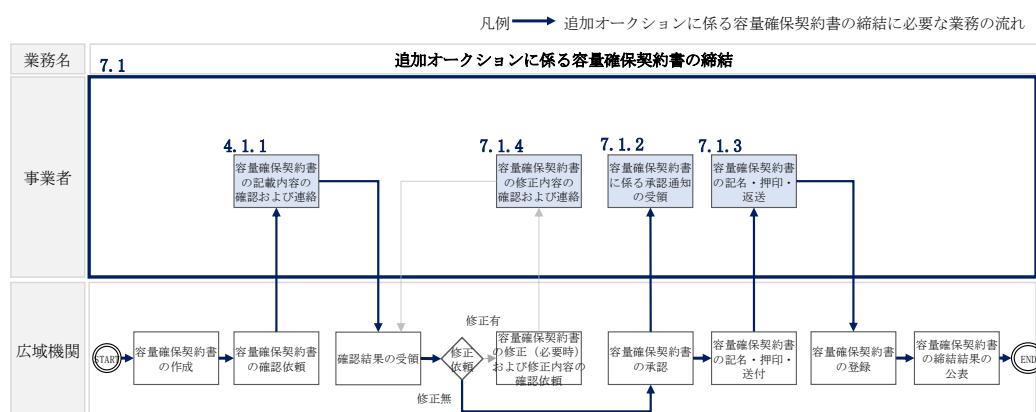 凡例 追加オークションに係る容量確保契約書の締結に必要な業務の流れ
業務名
7.1
追加オークションに係る容量確保契約書の締結
事業者
4.1.1
容量確保契約書
の記載内容の
確認および連絡
7.1.4
容量確保契約書
の修正内容の
確認および連絡
7.1.2
容量確保契約書
に係る承認通知
の受領
7.1.3
容量確保契約書
の記名・押印・
返送
広域機関
START
容量確保契約書
の作成
容量確保契約書
の確認依頼
確認結果の受領
修正
依頼
修正有
修正無
容量確保契約書
の修正（必要時）
および修正内容の
確認依頼
容量確保契約書
の承認
容量確保契約書
の記名・押印・
送付
容量確保契約書
の登録
容量確保契約書
の締結結果の
公表
END